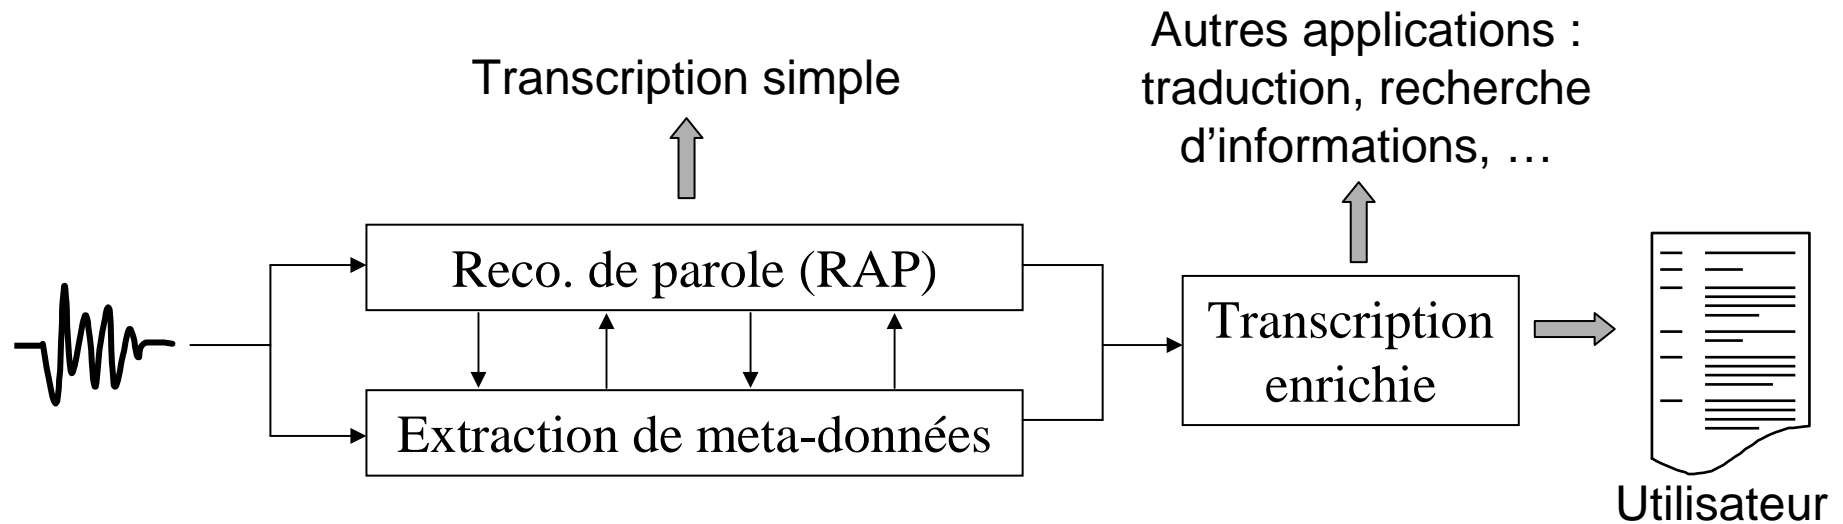 Transcription simple
Autres applications :
traduction, recherche
d’informations, …
Reco. de parole (RAP)
Extraction de meta-données
Transcription
enrichie
Utilisateur